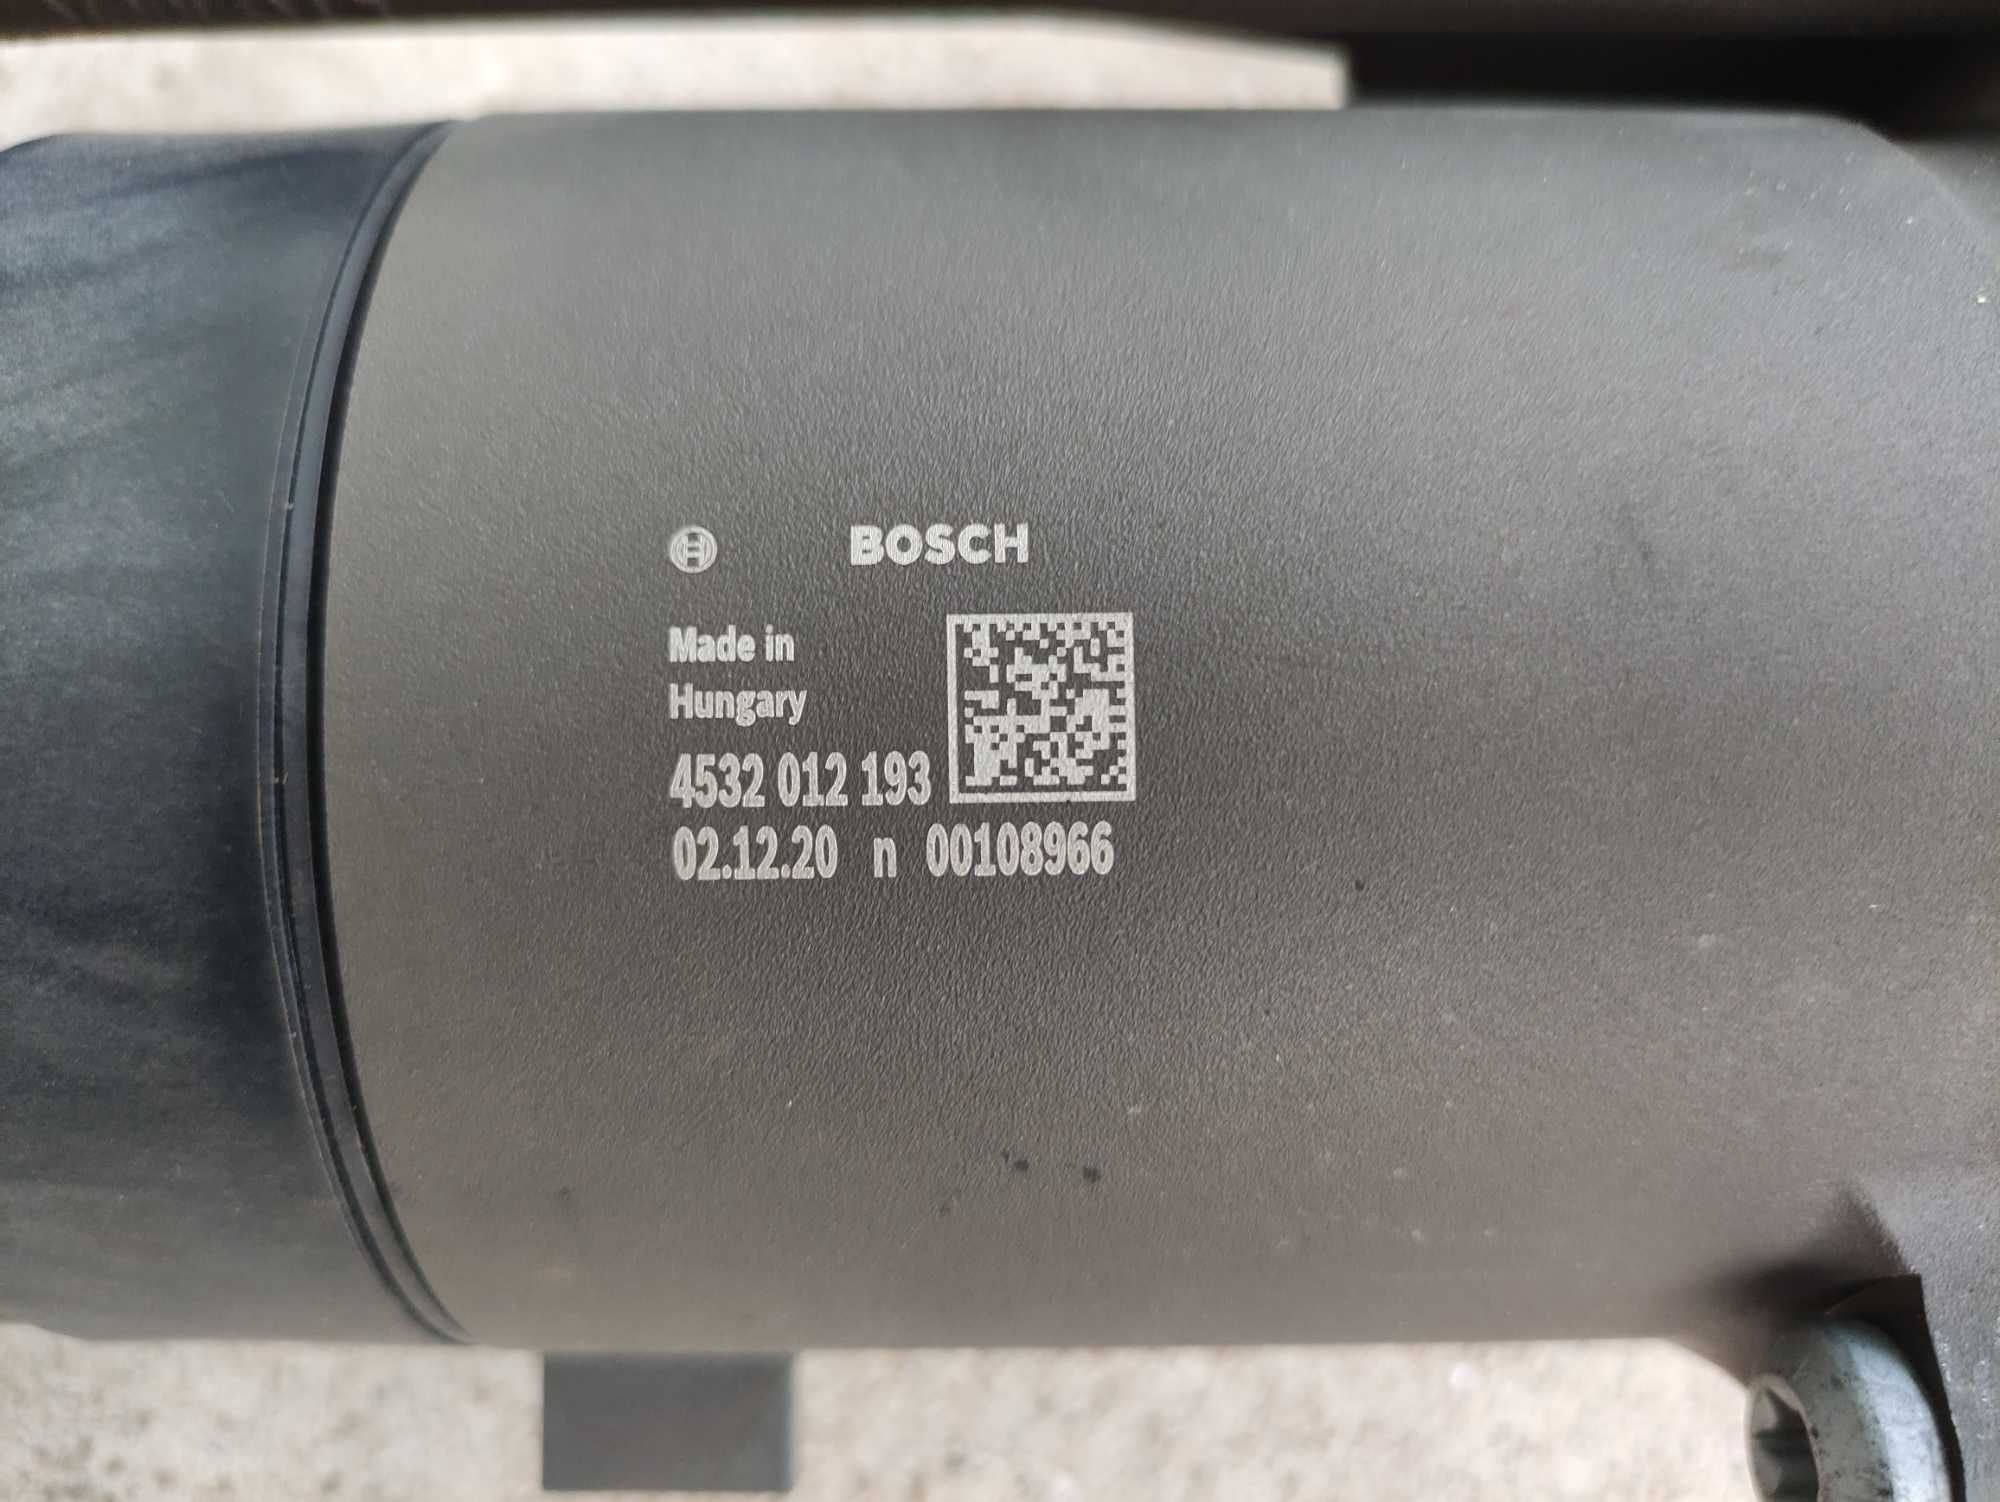 BOSCH
Made in
Hungary
4532 012 193
02.12.20 n 00108966